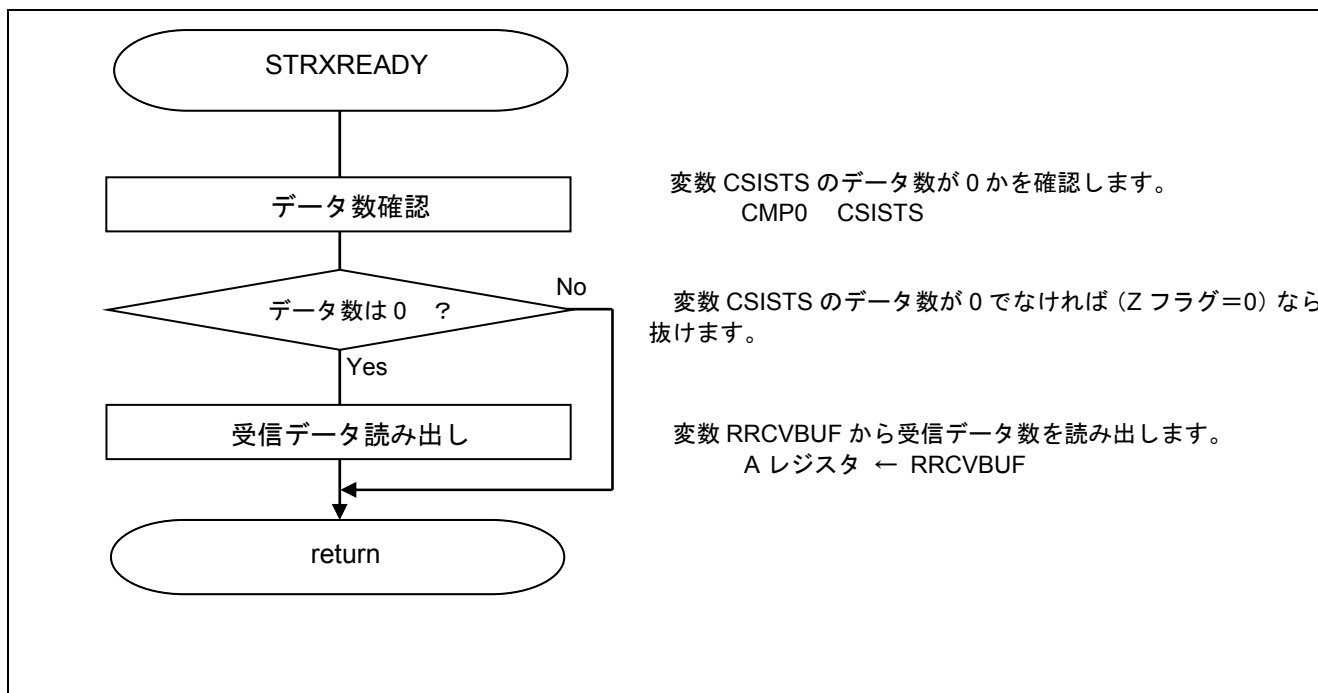 STRXREADY
データ数確認
変数 CSISTS のデータ数が 0 かを確認します。
CMP0 CSISTS
データ数は 0 ?
No
変数 CSISTS のデータ数が 0 でなければ（Z フラグ＝0）なら
抜けます。
Yes
受信データ読み出し
変数 RRCVBUF から受信データ数を読み出します。
A レジスタ ← RRCVBUF
return